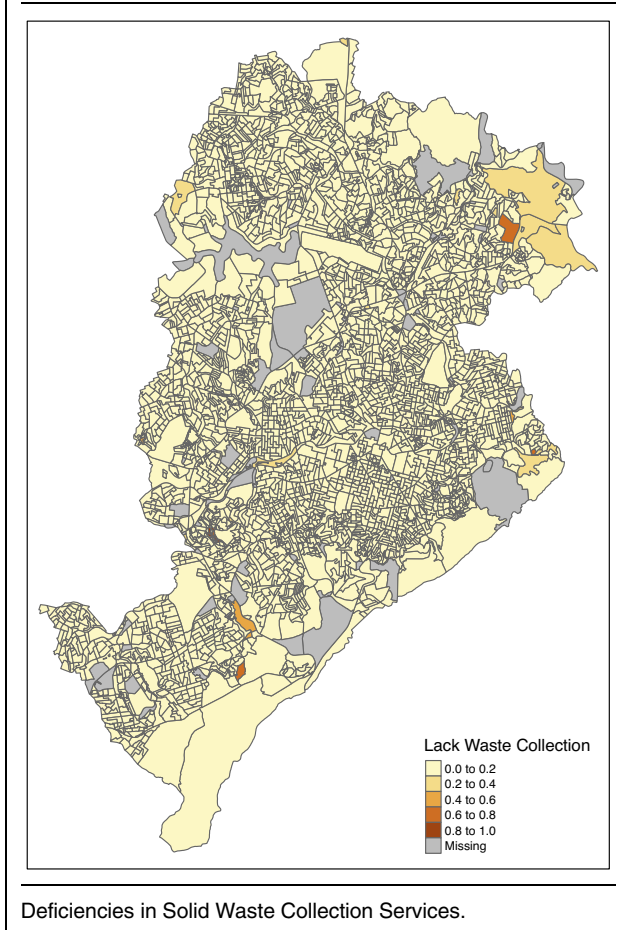 Lack Waste Collection
0.0 to 0.2
0.2 to 0.4
0.4 to 0.6
0.6 to 0.8
0.8 to 1.0
Missing
Deficiencies in Solid Waste Collection Services.